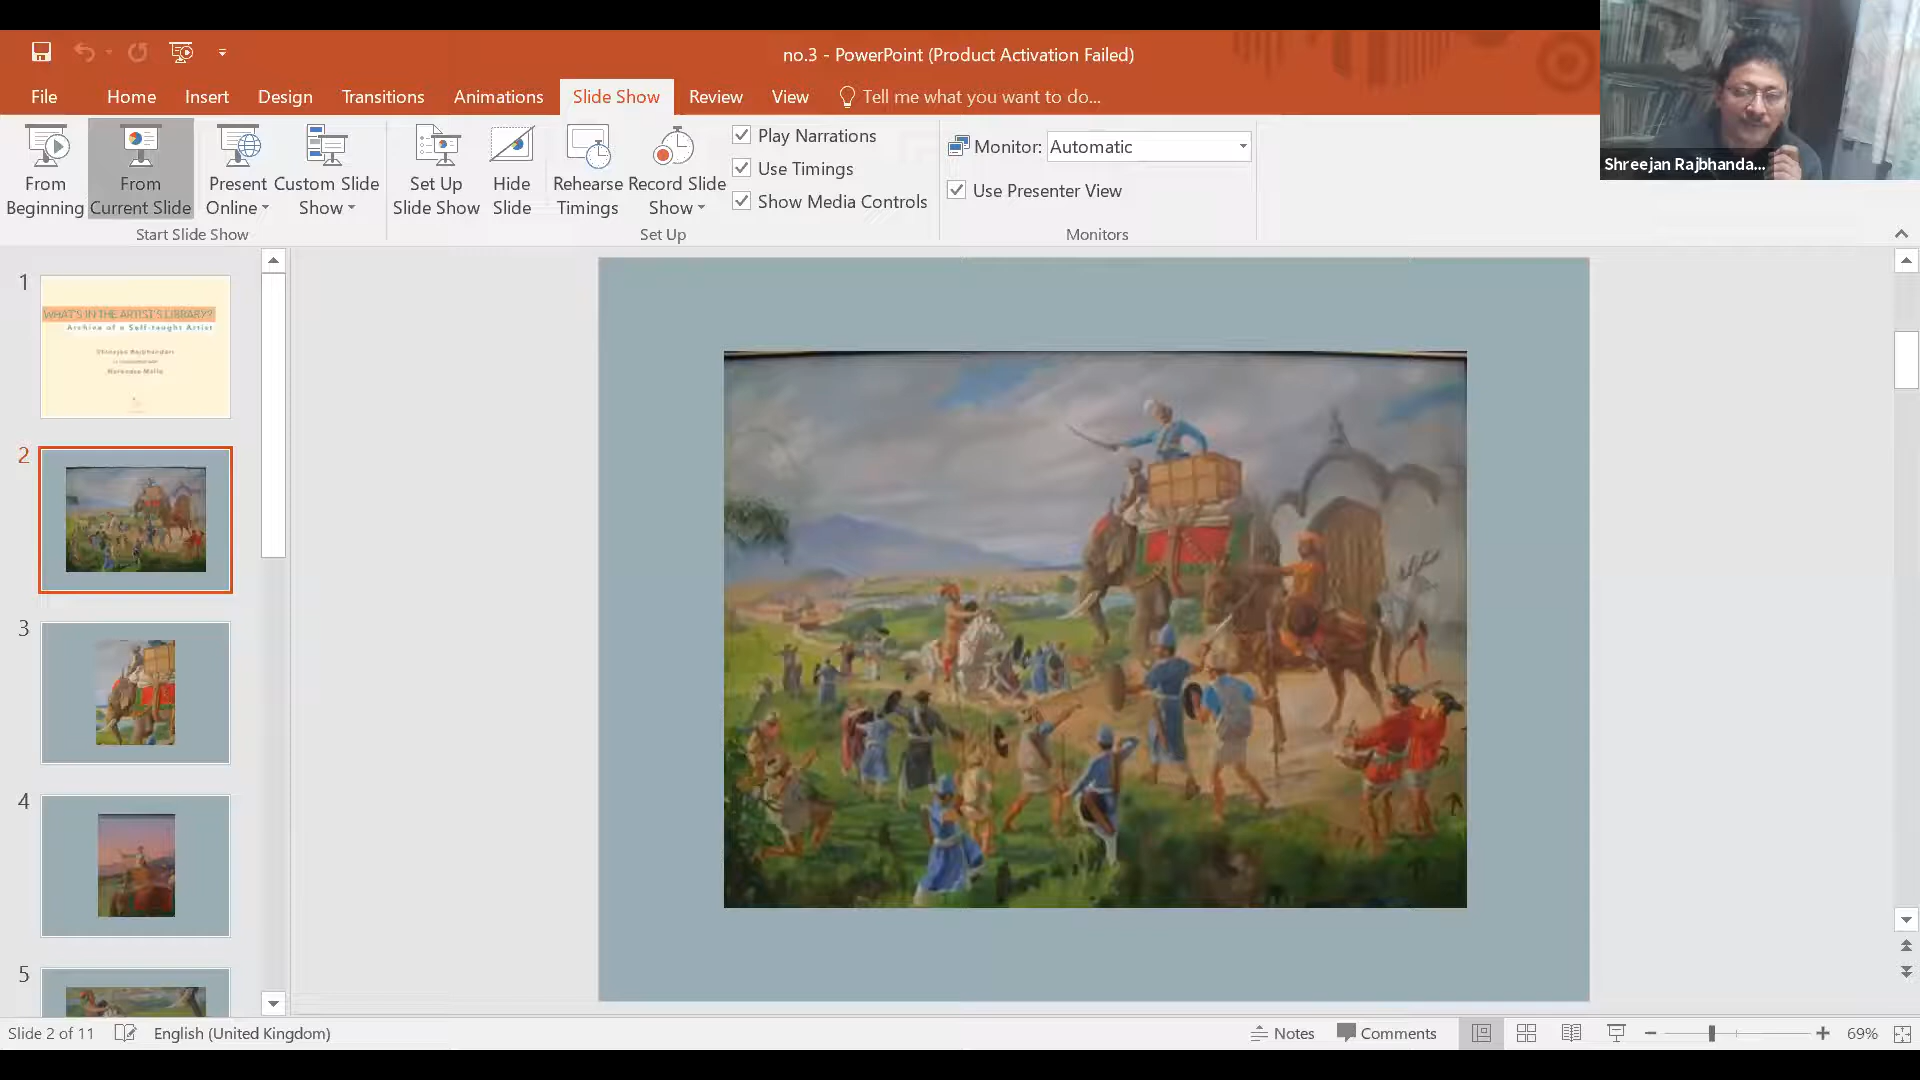 no.3 - PowerPoint (Product Activation Failed)
File Home Insert Design Transitions Animations Slide Show Review View Tell me what you want to do...
From Beginning
From Current Slide
Present Online
Custom Slide Show
Set Up Slide Show
Hide Slide
Rehearse Timings
Record Slide Show
Play Narrations
Use Timings
Show Media Controls
Monitor: Automatic
Use Presenter View
Start Slide Show
Set Up
Monitors
Shreejan Rajbhanda...
1
WHAT'S IN THE ARTIST'S LIBRARY?
Archive of a Self-taught Artist
Shreejan Rajbhandari
Narendra Malla
2
3
4
5
Slide 2 of 11 English (United Kingdom) Notes Comments 69%